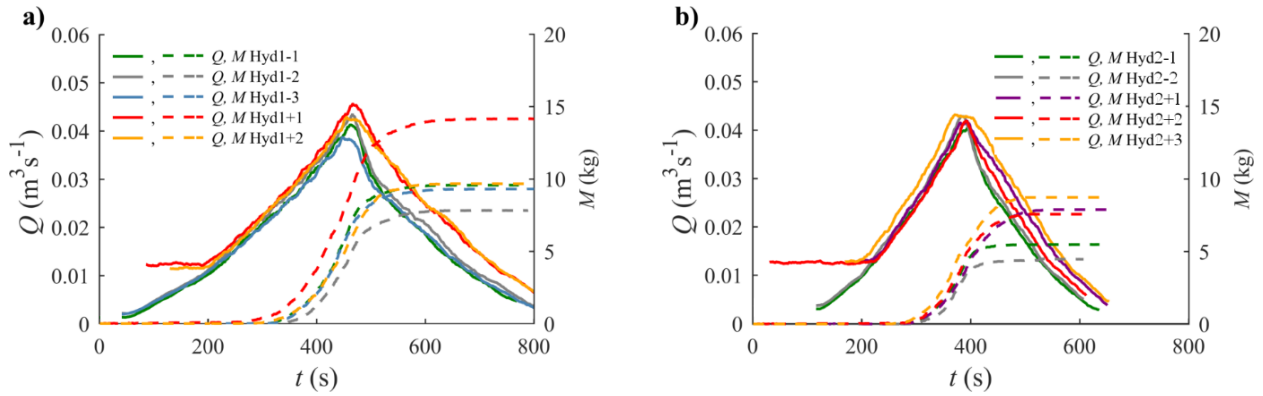 a)
0.06
0.05
0.04
0.03
0.02
0.01
0
Q (m³s⁻¹)
20
15
10
5
0
M (kg)
, Q, M Hyd1-1
, Q, M Hyd1-2
, Q, M Hyd1-3
, Q, M Hyd1+1
, Q, M Hyd1+2
0 200 400 600 800
t (s)
b)
0.06
0.05
0.04
0.03
0.02
0.01
0
Q (m³s⁻¹)
20
15
10
5
0
M (kg)
, Q, M Hyd2-1
, Q, M Hyd2-2
, Q, M Hyd2+1
, Q, M Hyd2+2
, Q, M Hyd2+3
0 200 400 600 800
t (s)